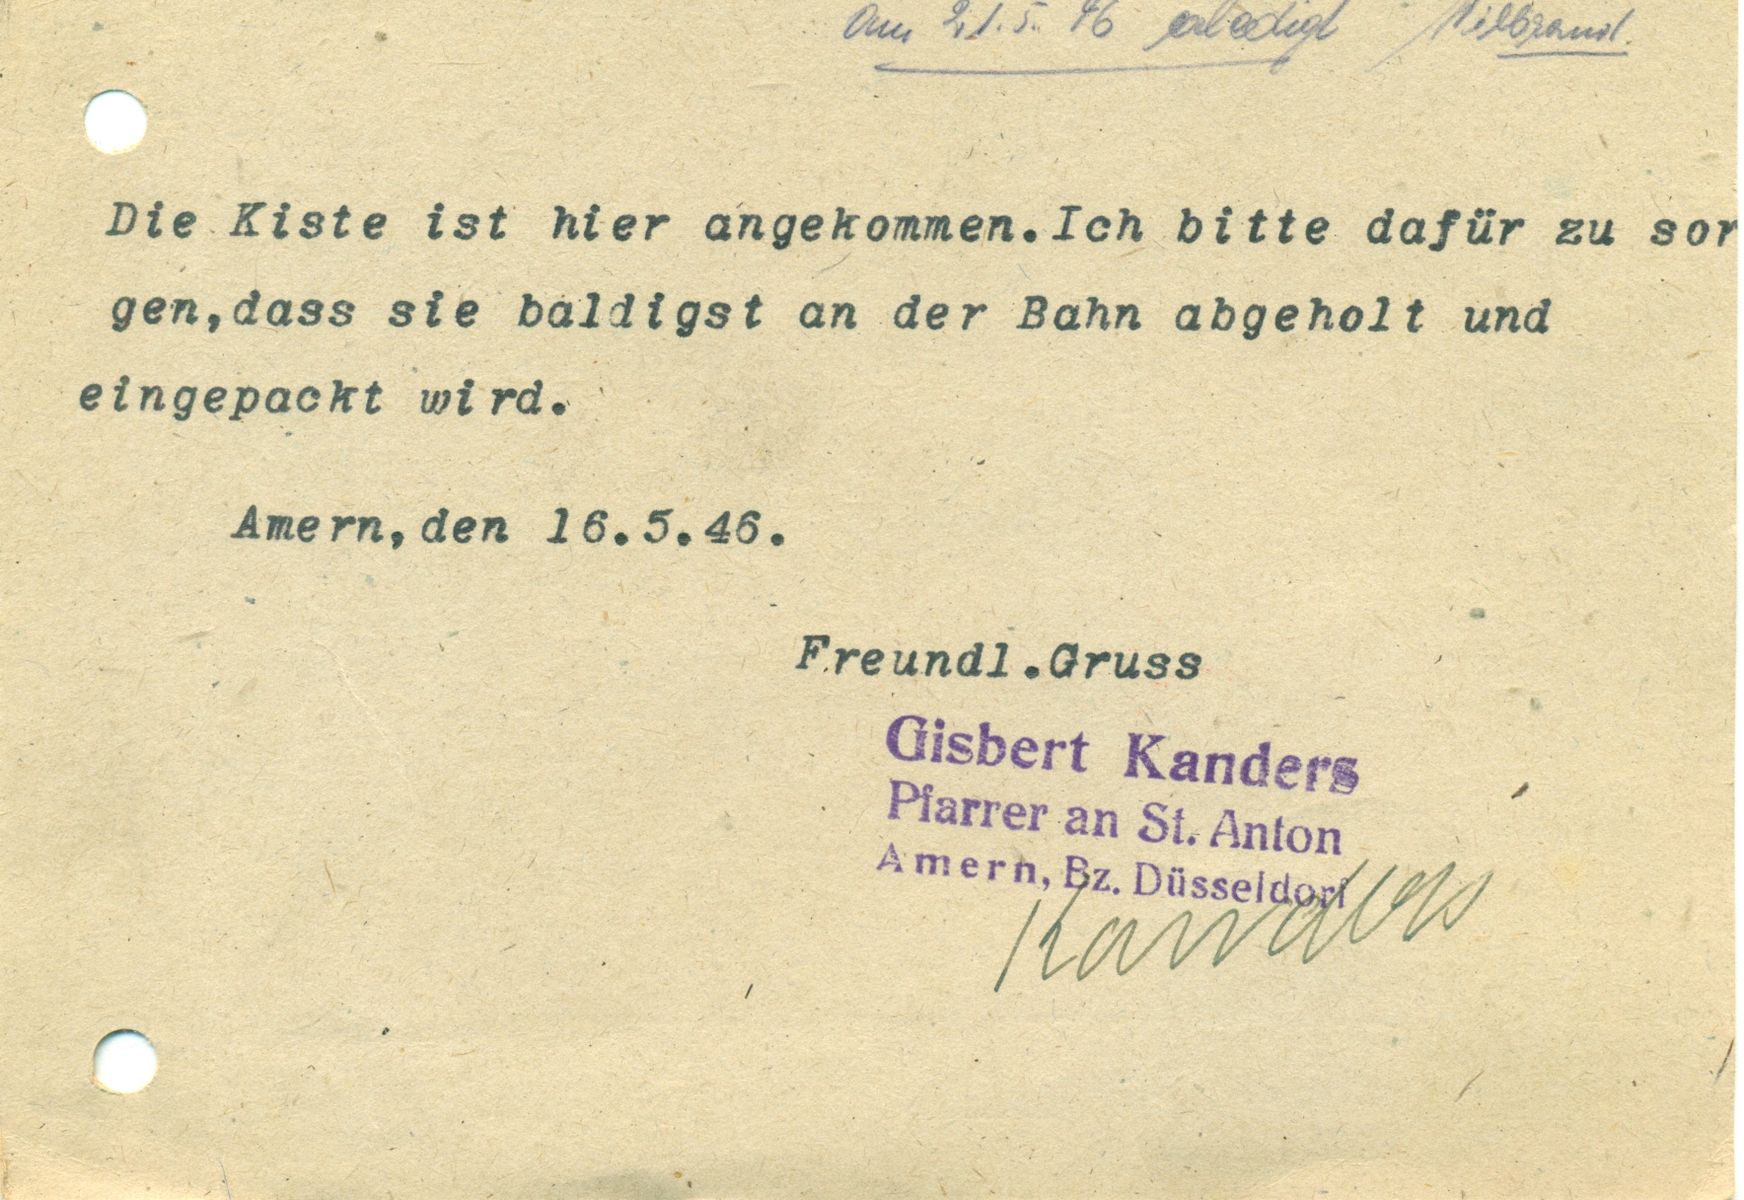 Am 21.5.46 erledigt Hilbrand.
Die Kiste ist hier angekommen.Ich bitte dafür zu sor
gen,dass sie baldigst an der Bahn abgeholt und
eingepackt wird.
Amern,den 16.5.46.
Freundl.Gruss
Gisbert Kanders
Pfarrer an St. Anton
Amern, Bz. Düsseldorf
Kanders